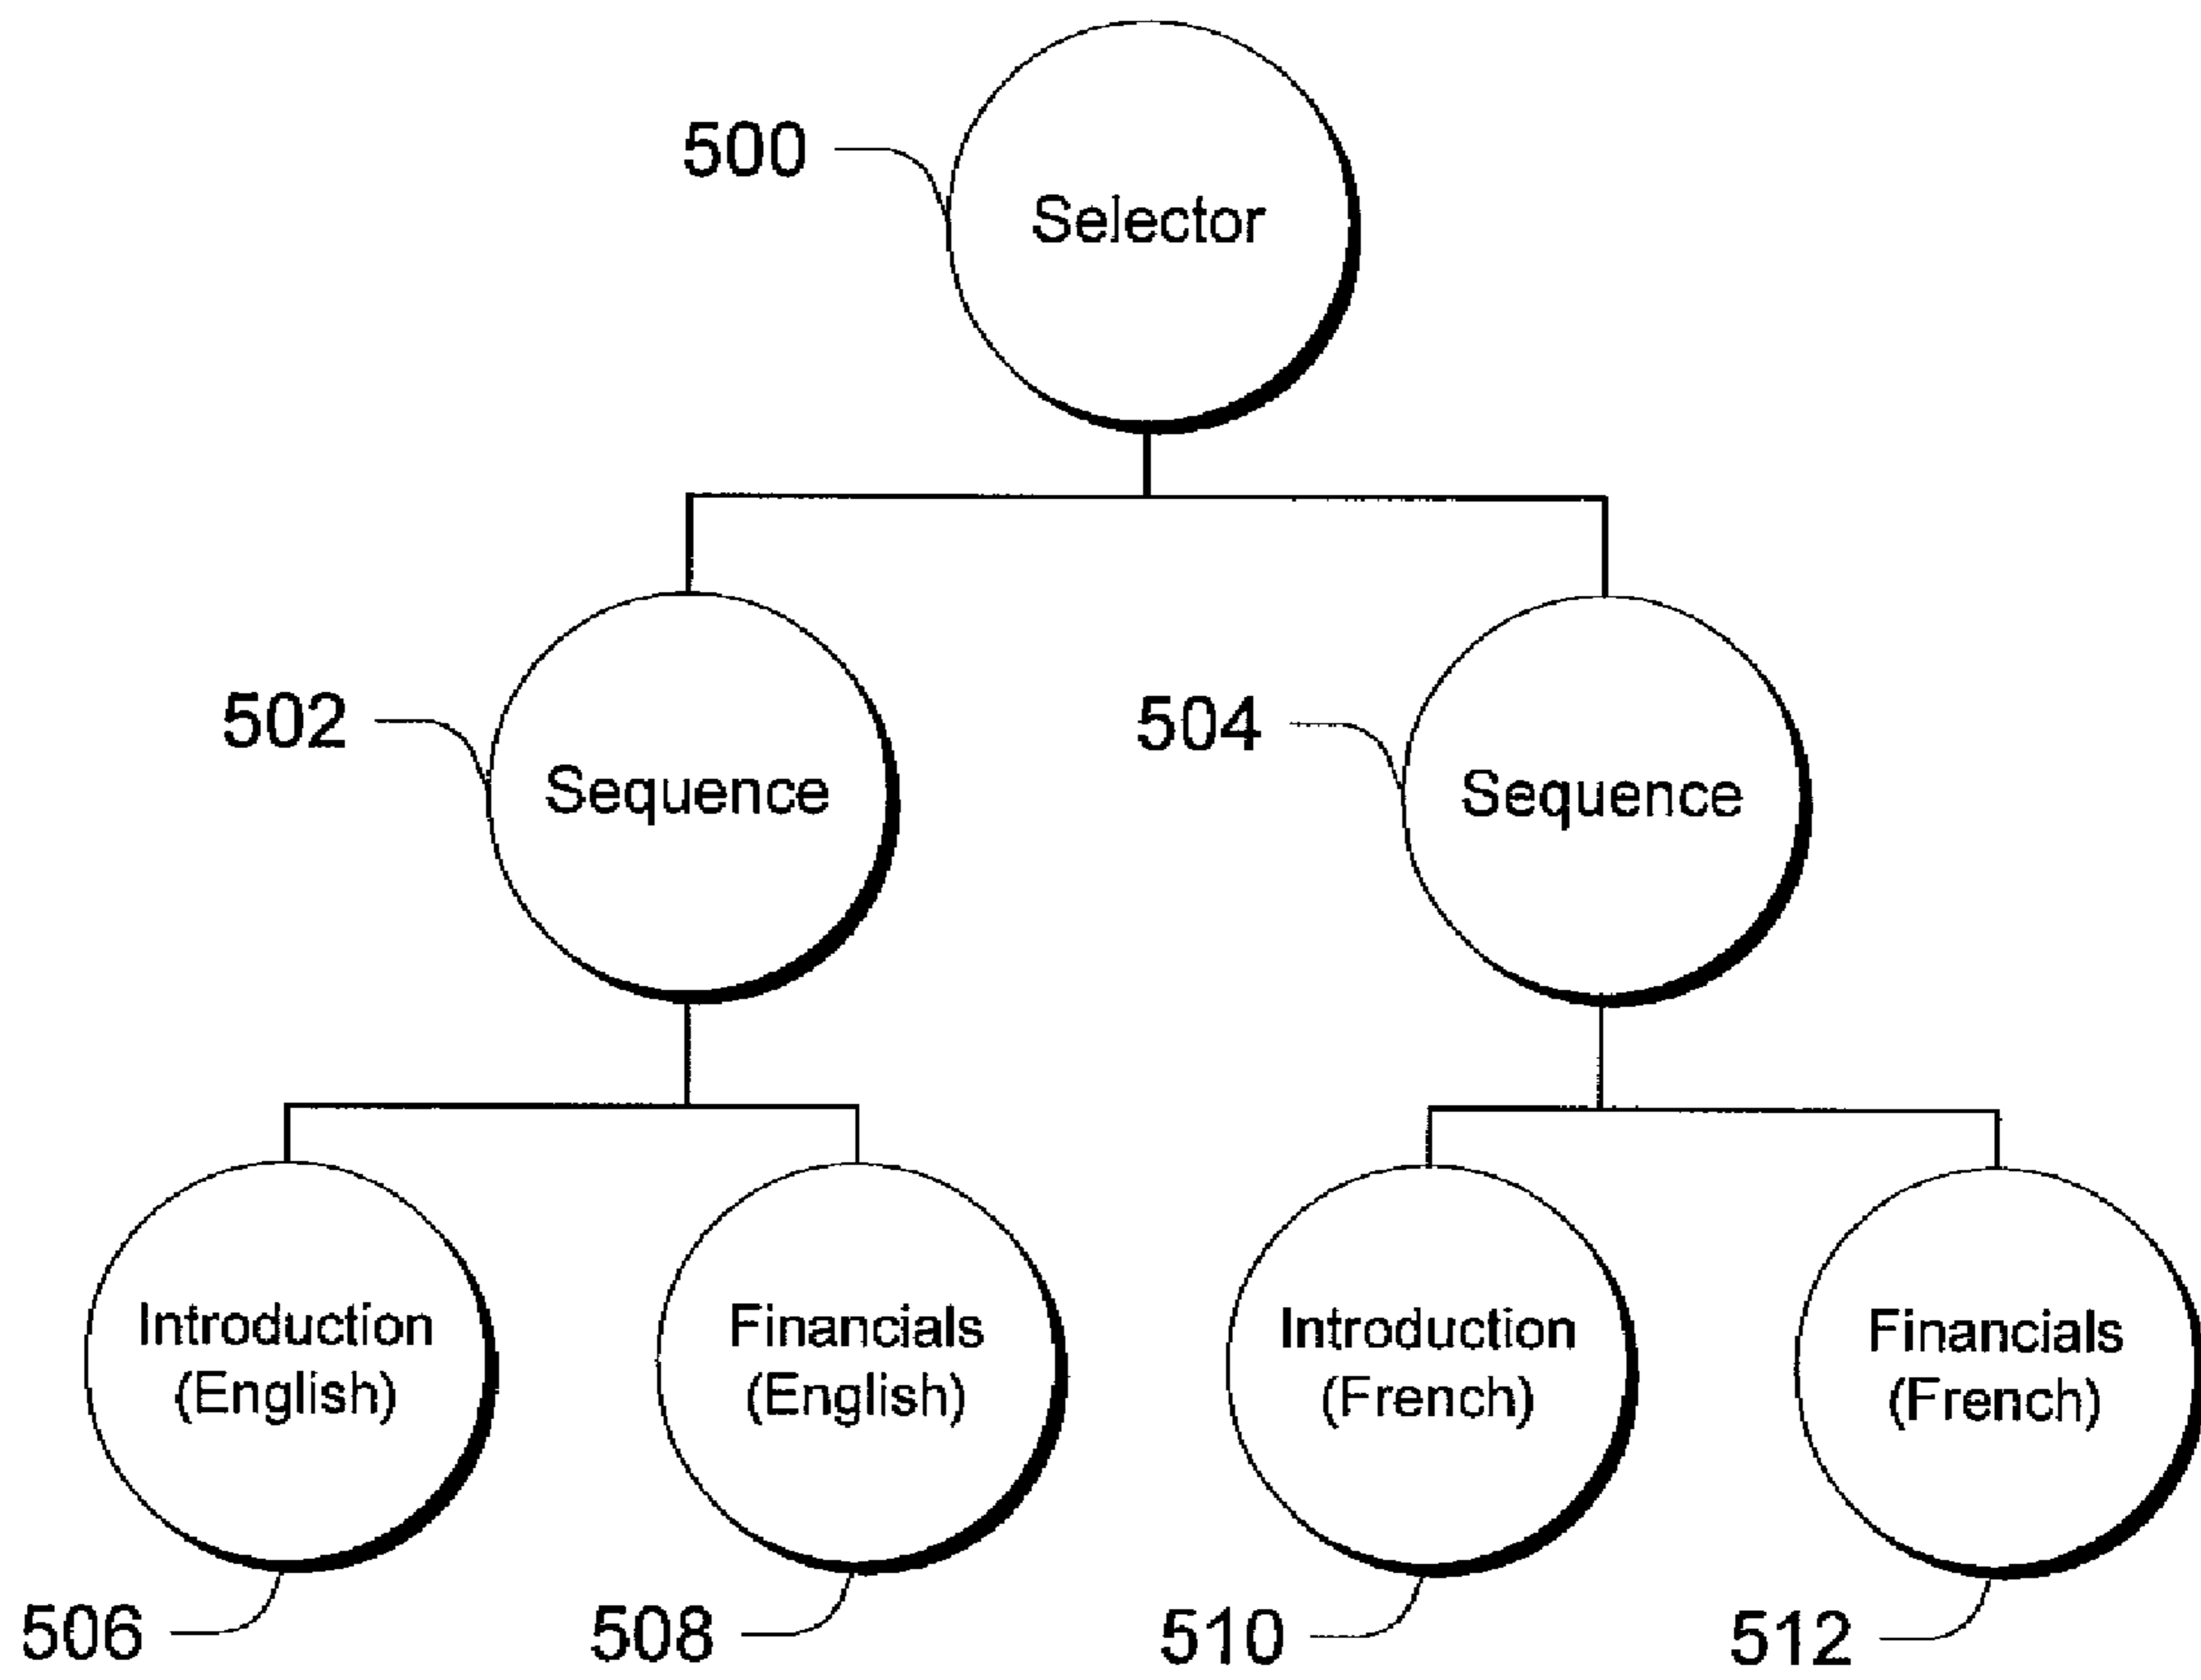 500
Selector
502
Sequence
504
Sequence
Introduction
(English)
Financials
(English)
Introduction
(French)
Financials
(French)
506
508
510
512